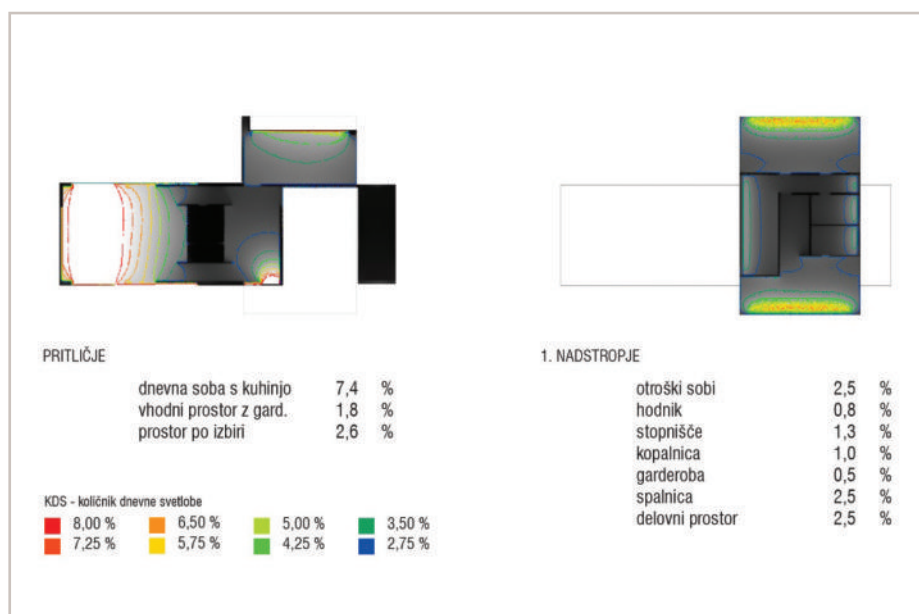 PRITLIČJE
dnevna soba s kuhinjo 7,4 %
vhodni prostor z gard. 1,8 %
prostor po izbiri 2,6 %
KDS - količnik dnevne svetlobe
8,00 % 6,50 % 5,00 % 3,50 %
7,25 % 5,75 % 4,25 % 2,75 %
1. NADSTROPJE
otroški sobi 2,5 %
hodnik 0,8 %
stopnišče 1,3 %
kopalnica 1,0 %
garderoba 0,5 %
spalnica 2,5 %
delovni prostor 2,5 %